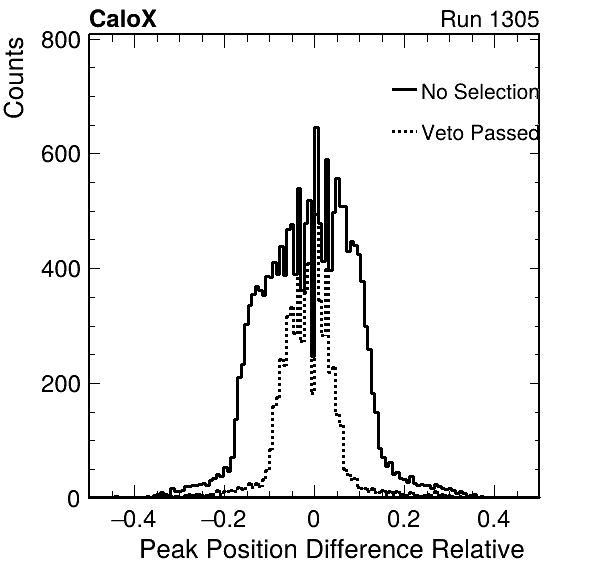 CaloX Run 1305
Counts
800
600
400
200
0
No Selection
Veto Passed
−0.4 −0.2 0 0.2 0.4
Peak Position Difference Relative